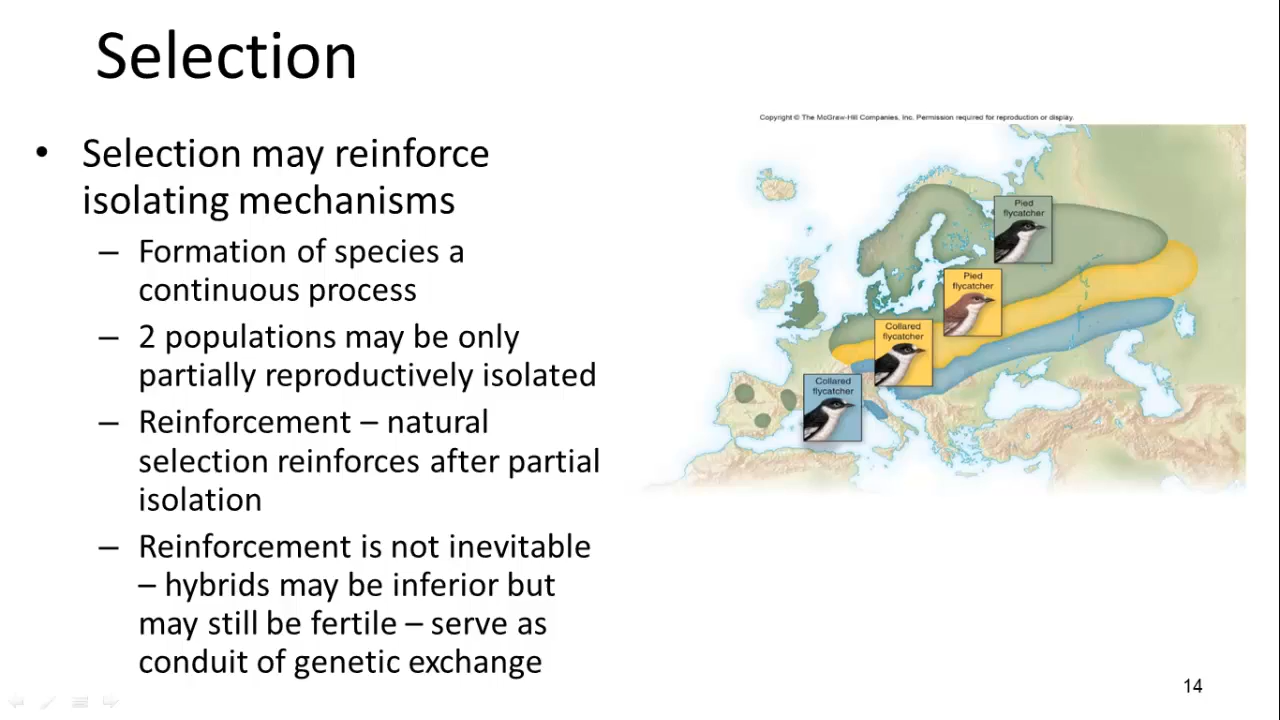 Selection
• Selection may reinforce
isolating mechanisms
– Formation of species a
continuous process
– 2 populations may be only
partially reproductively isolated
– Reinforcement – natural
selection reinforces after partial
isolation
– Reinforcement is not inevitable
– hybrids may be inferior but
may still be fertile – serve as
conduit of genetic exchange
Copyright © The McGraw-Hill Companies, Inc. Permission required for reproduction or display.
Pied
flycatcher
Pied
flycatcher
Collared
flycatcher
Collared
flycatcher
14